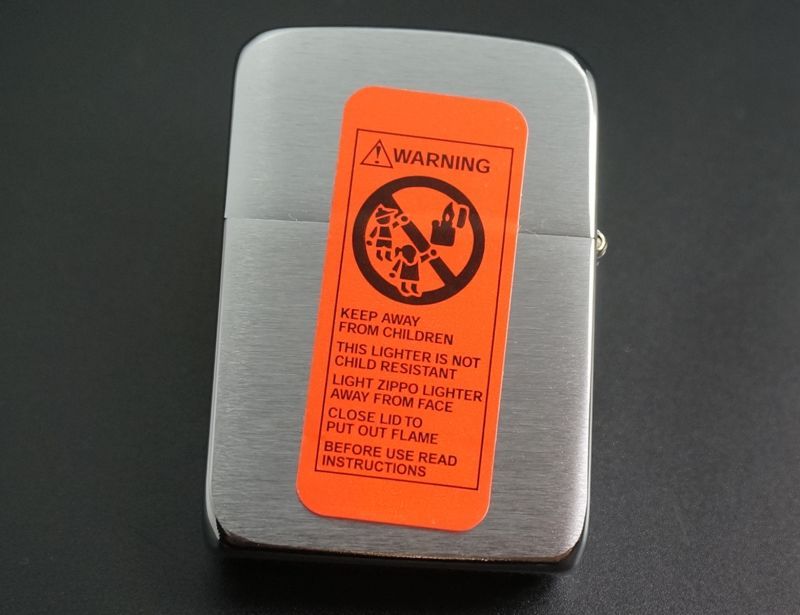 WARNING
KEEP AWAY
FROM CHILDREN
THIS LIGHTER IS NOT
CHILD RESISTANT
LIGHT ZIPPO LIGHTER
AWAY FROM FACE
CLOSE LID TO
PUT OUT FLAME
BEFORE USE READ
INSTRUCTIONS